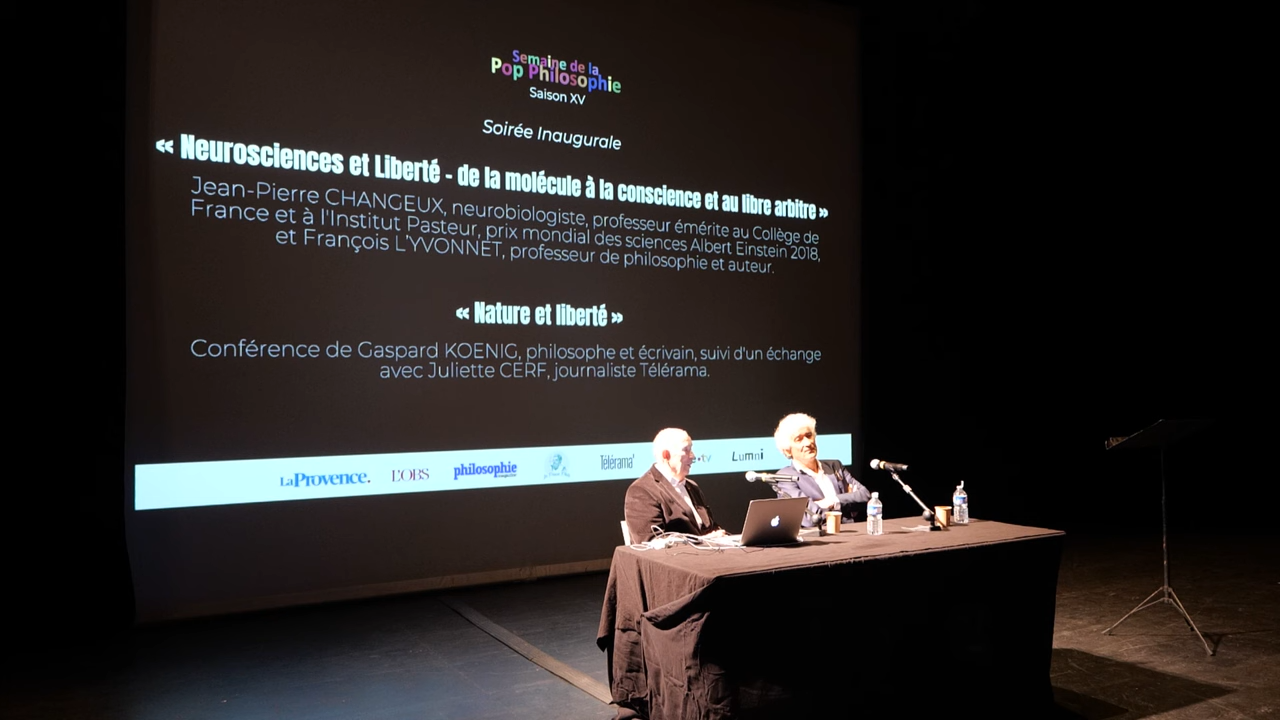 Semaine de la
Pop Philosophie
Saison XV
Soirée Inaugurale
« Neurosciences et Liberté - de la molécule à la conscience et au libre arbitre »
Jean-Pierre CHANGEUX, neurobiologiste, professeur émérite au Collège de
France et à l'Institut Pasteur, prix mondial des sciences Albert Einstein 2018,
et François L'YVONNET, professeur de philosophie et auteur.
« Nature et liberté »
Conférence de Gaspard KOENIG, philosophe et écrivain, suivi d'un échange
avec Juliette CERF, journaliste Télérama.
La Provence. L'OBS philosophie magazine Télérama' tv Lumni